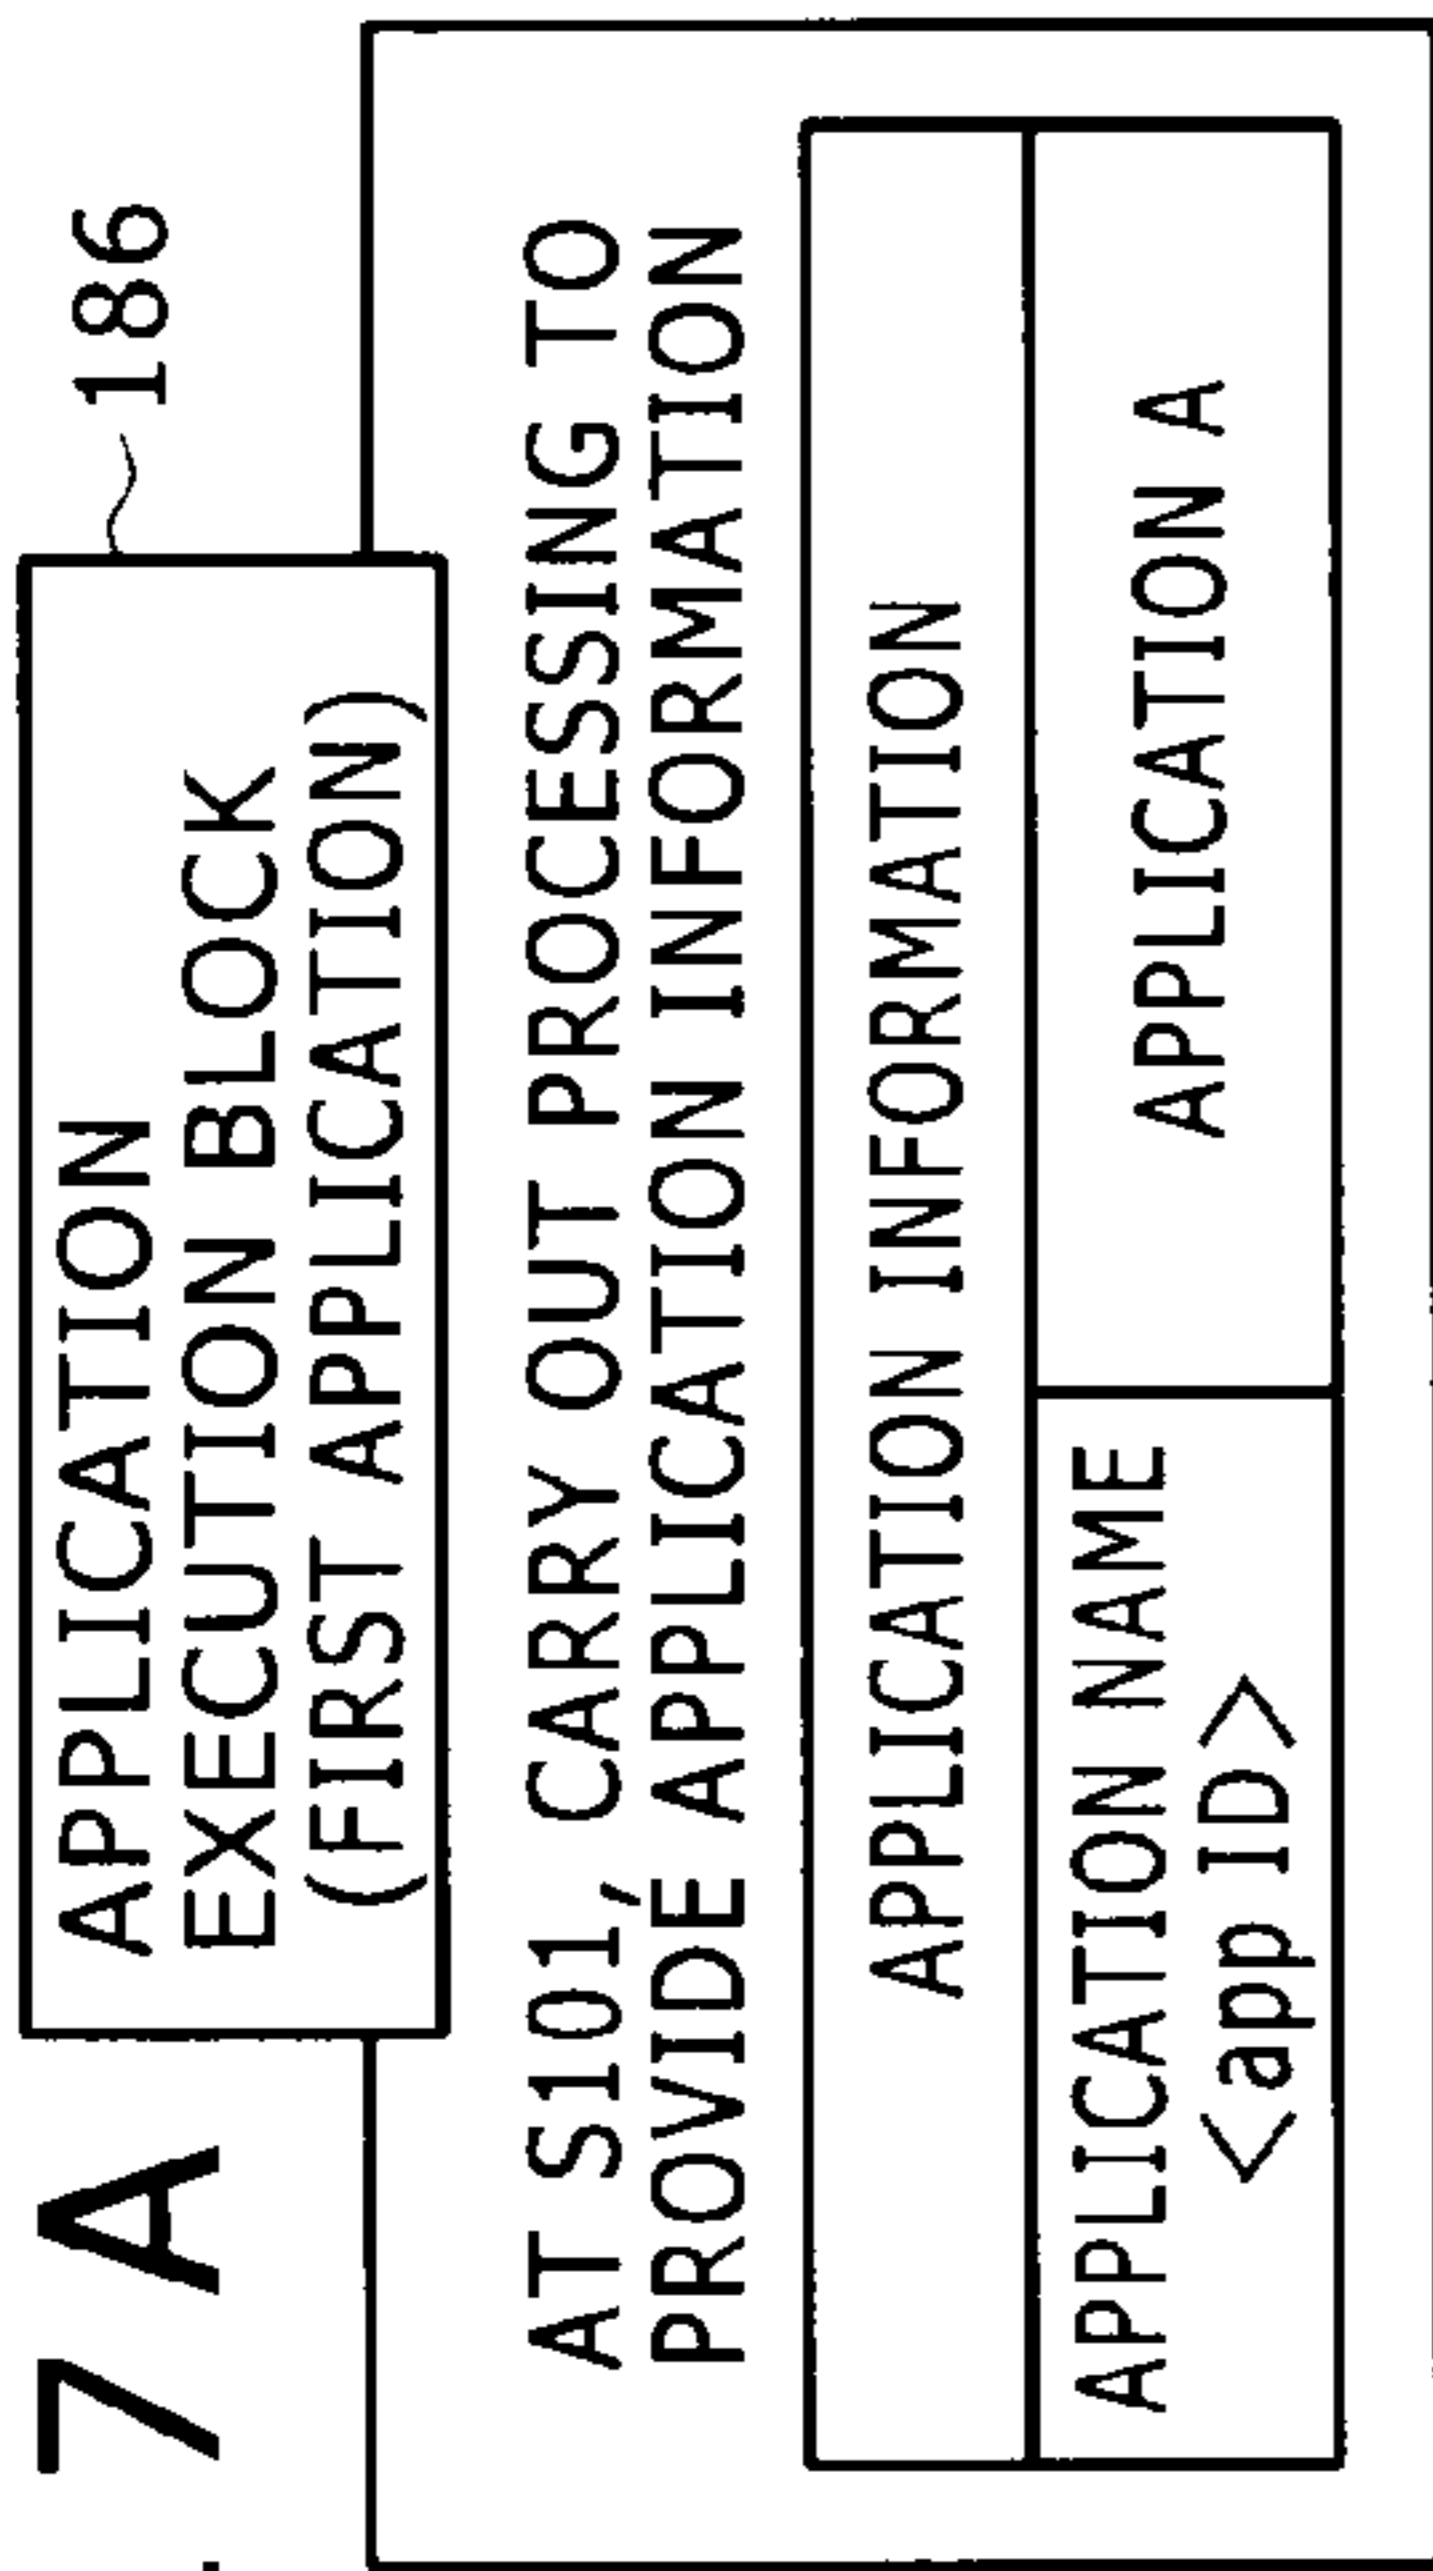 7A
APPLICATION
EXECUTION BLOCK
(FIRST APPLICATION)
186
AT S101, CARRY OUT PROCESSING TO
PROVIDE APPLICATION INFORMATION
APPLICATION INFORMATION
APPLICATION NAME
<app ID>
APPLICATION A